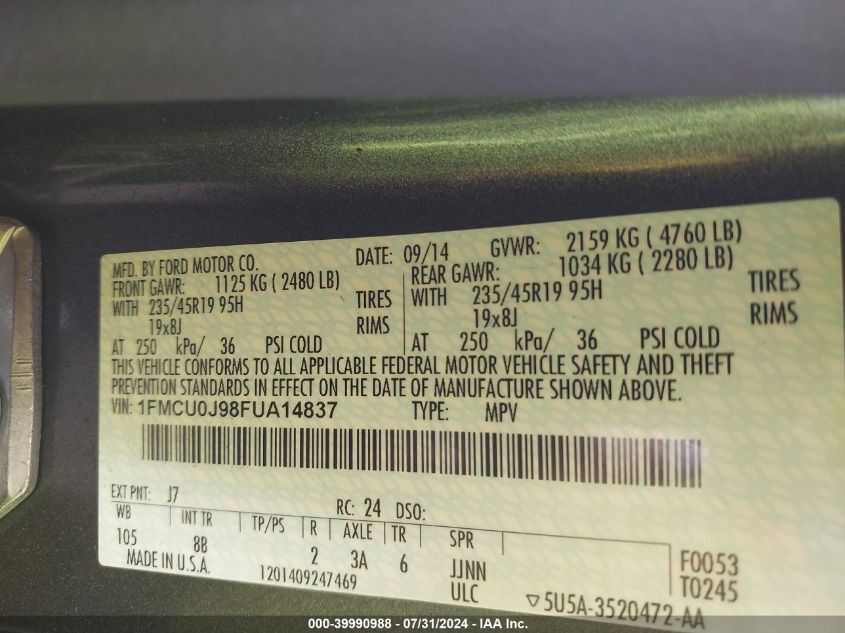 MFD. BY FORD MOTOR CO. DATE: 09/14 GVWR: 2159 KG ( 4760 LB)
FRONT GAWR: 1125 KG ( 2480 LB) REAR GAWR: 1034 KG ( 2280 LB)
WITH 235/45R19 95H TIRES WITH 235/45R19 95H TIRES
19x8J RIMS 19x8J RIMS
AT 250 kPa/ 36 PSI COLD AT 250 kPa/ 36 PSI COLD
THIS VEHICLE CONFORMS TO ALL APPLICABLE FEDERAL MOTOR VEHICLE SAFETY AND THEFT
PREVENTION STANDARDS IN EFFECT ON THE DATE OF MANUFACTURE SHOWN ABOVE.
VIN: 1FMCU0J98FUA14837 TYPE: MPV
EXT PNT: J7 RC: 24 DSO:
WB INT TR TP/PS R AXLE TR SPR
105 8B 2 3A 6 JJNN F0053
MADE IN U.S.A. 1201409247469 ULC T0245
▽5U5A-3520472-AA
000-39990988 - 07/31/2024 - IAA Inc.